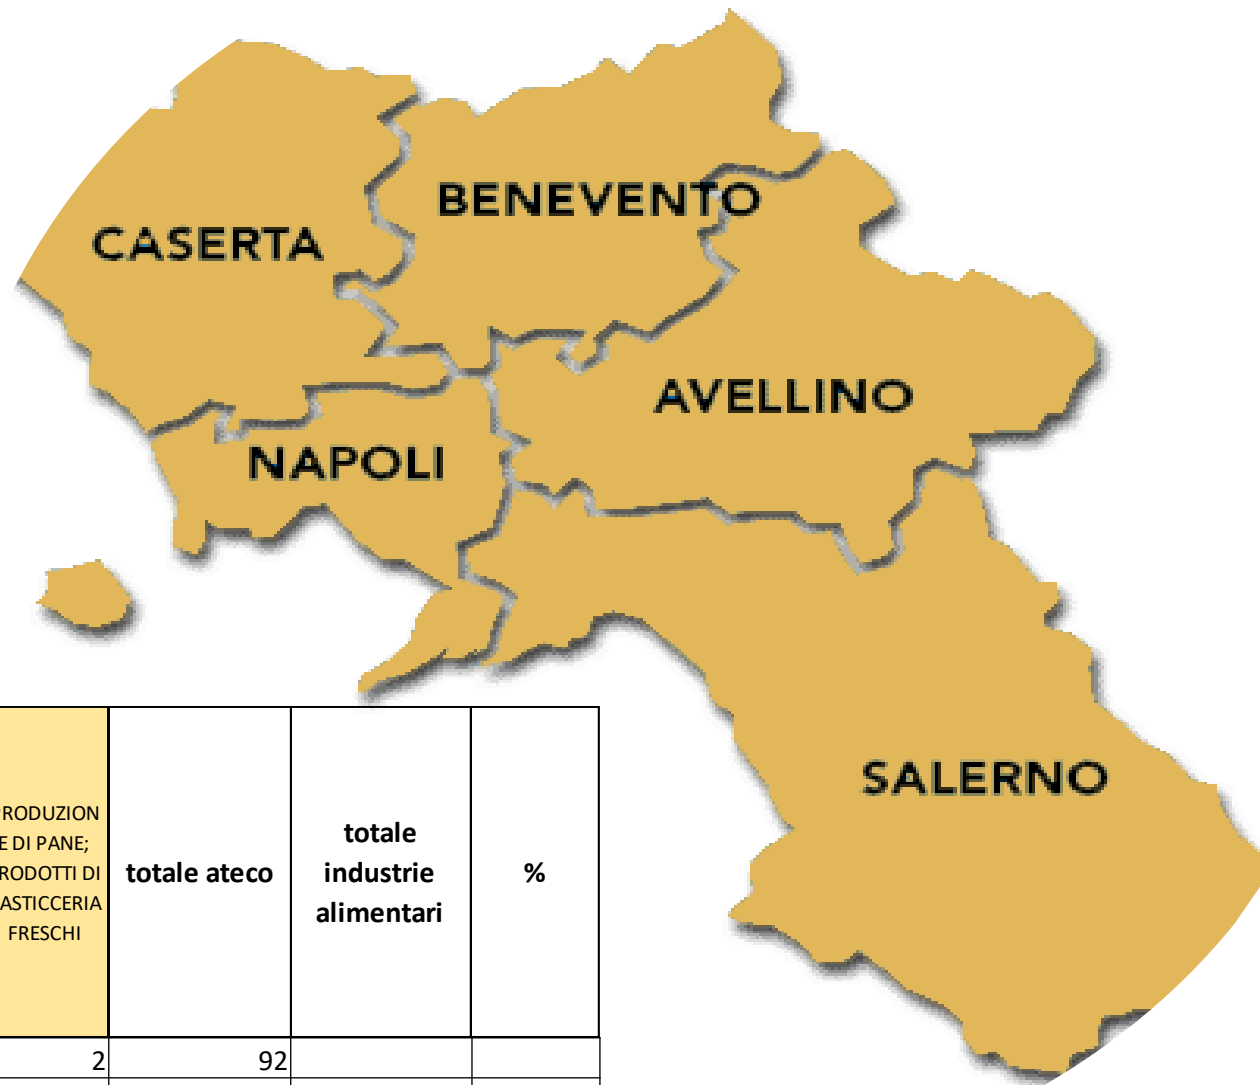 BENEVENTO
CASERTA
AVELLINO
NAPOLI
SALERNO
RODUZION
E DI PANE;
RODOTTI DI
ASTICCERIA
FRESCHI
totale ateco
totale
industrie
alimentari
%
2
92